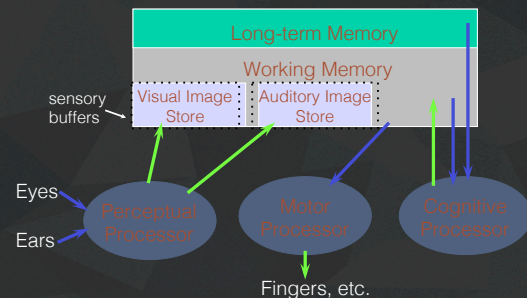 Long-term Memory
Working Memory
sensory
buffers
Visual Image
Store
Auditory Image
Store
Eyes
Ears
Perceptual
Processor
Motor
Processor
Cognitive
Processor
Fingers, etc.